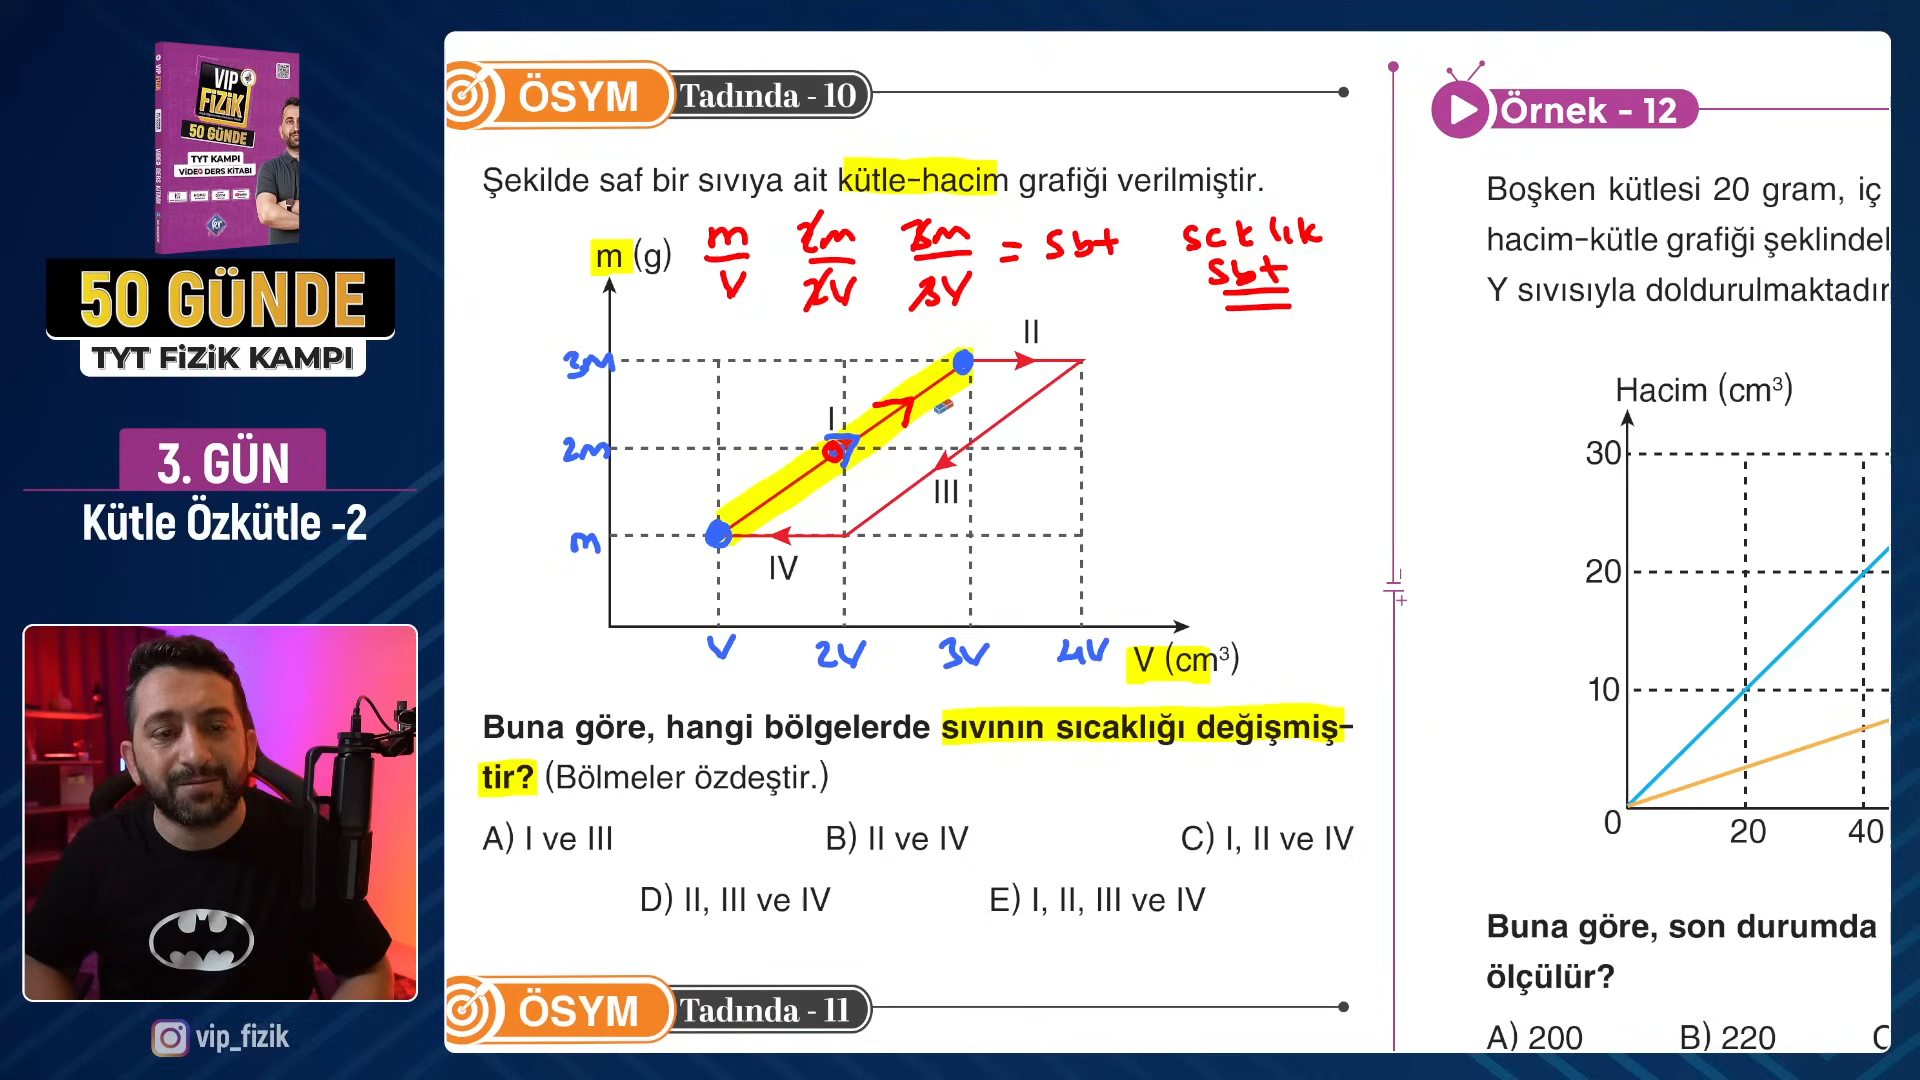 VIP
FİZİK
50 GÜNDE
TYT KAMPI
VİDEO DERS KİTABI
50 GÜNDE
TYT FİZİK KAMPI
3. GÜN
Kütle Özkütle -2
vip_fizik
ÖSYM Tadında - 10
Şekilde saf bir sıvıya ait kütle-hacim grafiği verilmiştir.
m (g)
m/V 2m/2V 3m/3V = sbt
scklık
sbt
II
3m
I
2m
III
m
IV
V 2V 3V 4V V (cm³)
Buna göre, hangi bölgelerde sıvının sıcaklığı değişmiş-
tir? (Bölmeler özdeştir.)
A) I ve III B) II ve IV C) I, II ve IV
D) II, III ve IV E) I, II, III ve IV
ÖSYM Tadında - 11
Örnek - 12
Boşken kütlesi 20 gram, iç
hacim-kütle grafiği şeklindel
Y sıvısıyla doldurulmaktadır
Hacim (cm³)
30
20
10
0 20 40
Buna göre, son durumda
ölçülür?
A) 200 B) 220 C